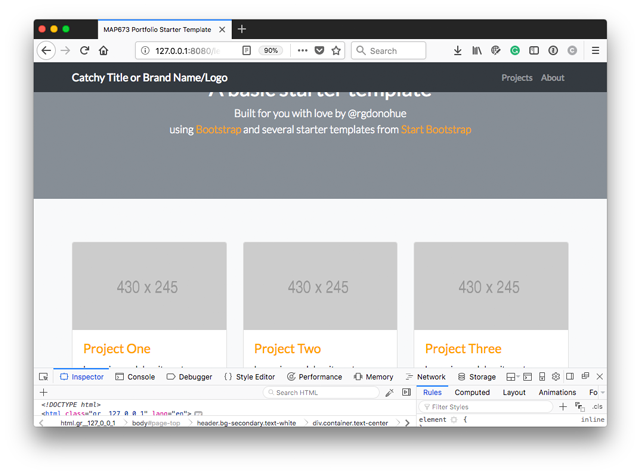 MAP673 Portfolio Starter Template
127.0.0.1:8080/
90%
Search
Catchy Title or Brand Name/Logo
Projects
About
A basic starter template
Built for you with love by @rgdonohue
using Bootstrap and several starter templates from Start Bootstrap
430 x 245
430 x 245
430 x 245
Project One
Project Two
Project Three
Inspector
Console
Debugger
Style Editor
Performance
Memory
Network
Storage
Search HTML
Rules
Computed
Layout
Animations
Fo
<!DOCTYPE html>
<html class="gr__127_0_0_1" lang="en">
Filter Styles
.cls
element
{
inline
html.gr__127_0_0_1
body#page-top
header.bg-secondary.text-white
div.container.text-center